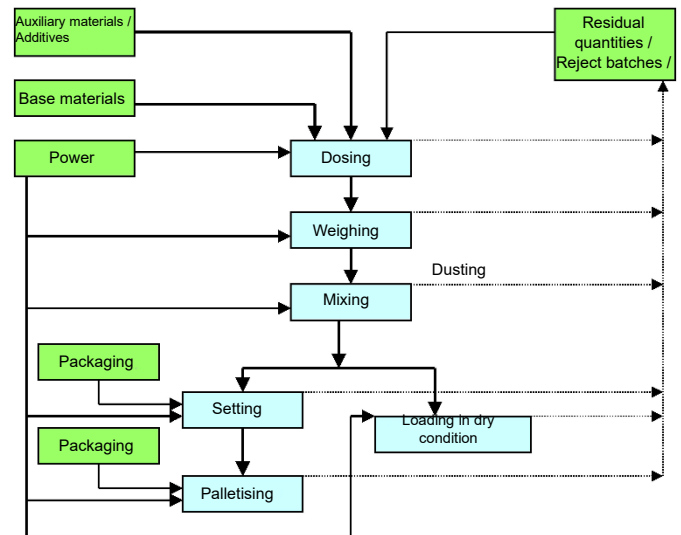 Auxiliary materials /
Additives
Residual
quantities /
Reject batches /
Base materials
Power
Dosing
Weighing
Dusting
Mixing
Packaging
Setting
Loading in dry
condition
Packaging
Palletising